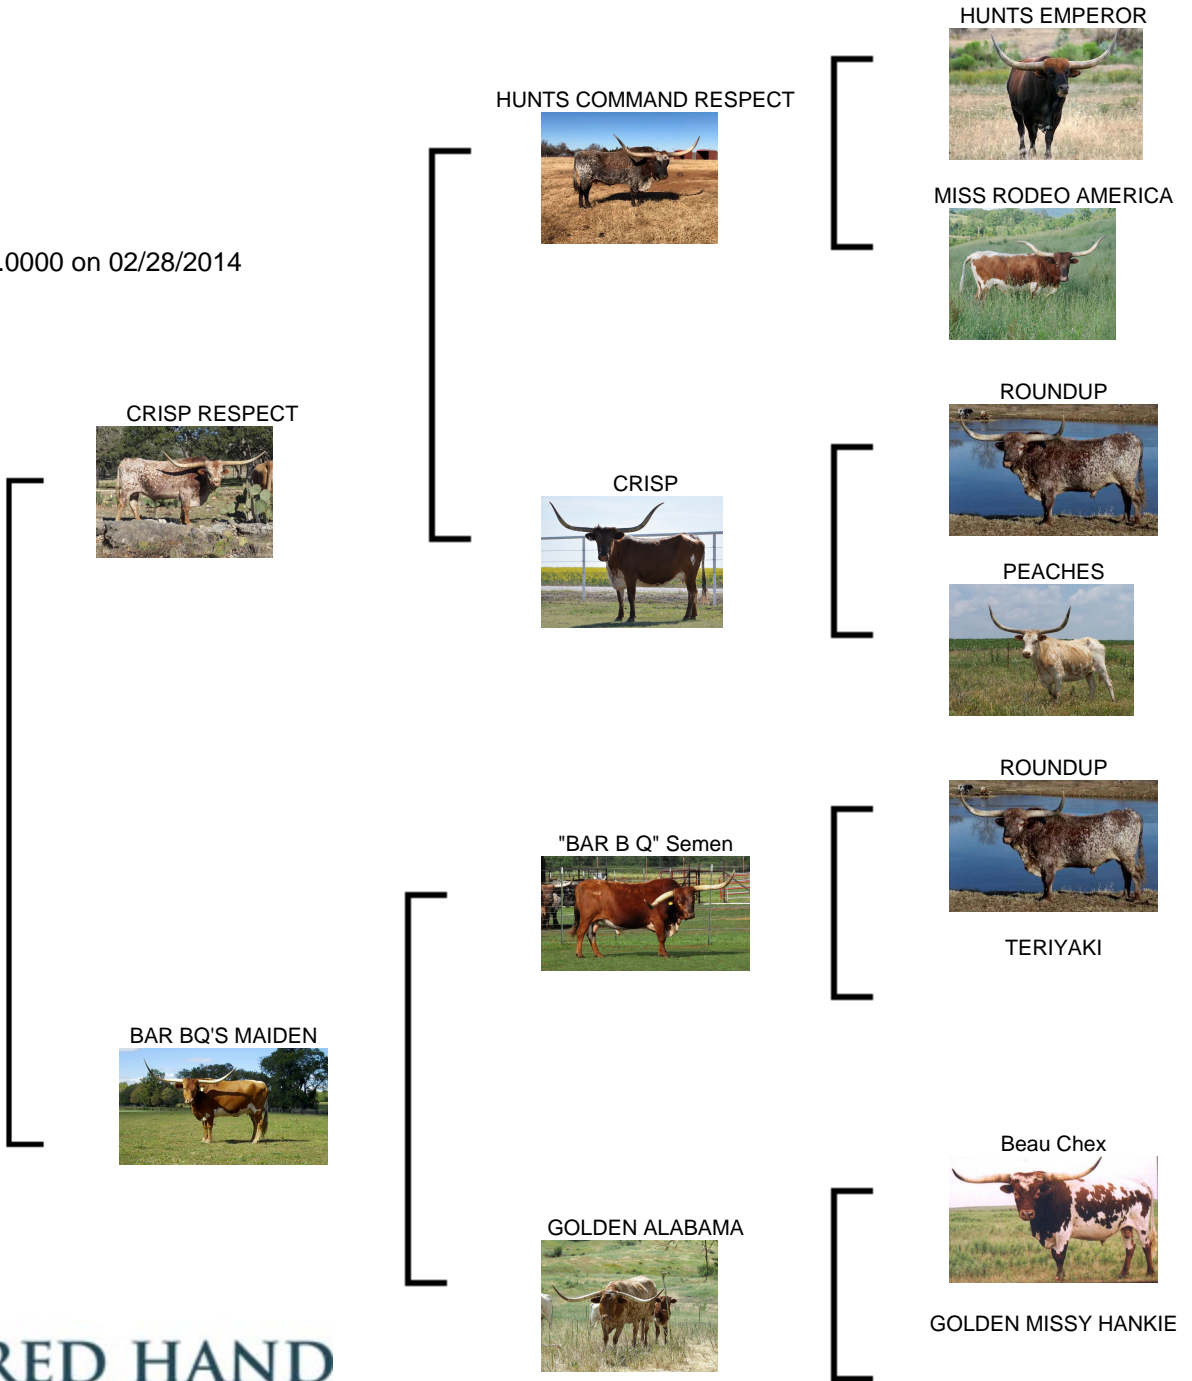 HUNTS EMPEROR
HUNTS COMMAND RESPECT
MISS RODEO AMERICA
.0000 on 02/28/2014
ROUNDUP
CRISP RESPECT
CRISP
PEACHES
ROUNDUP
"BAR B Q" Semen
TERIYAKI
BAR BQ'S MAIDEN
Beau Chex
GOLDEN ALABAMA
GOLDEN MISSY HANKIE
RED HAND